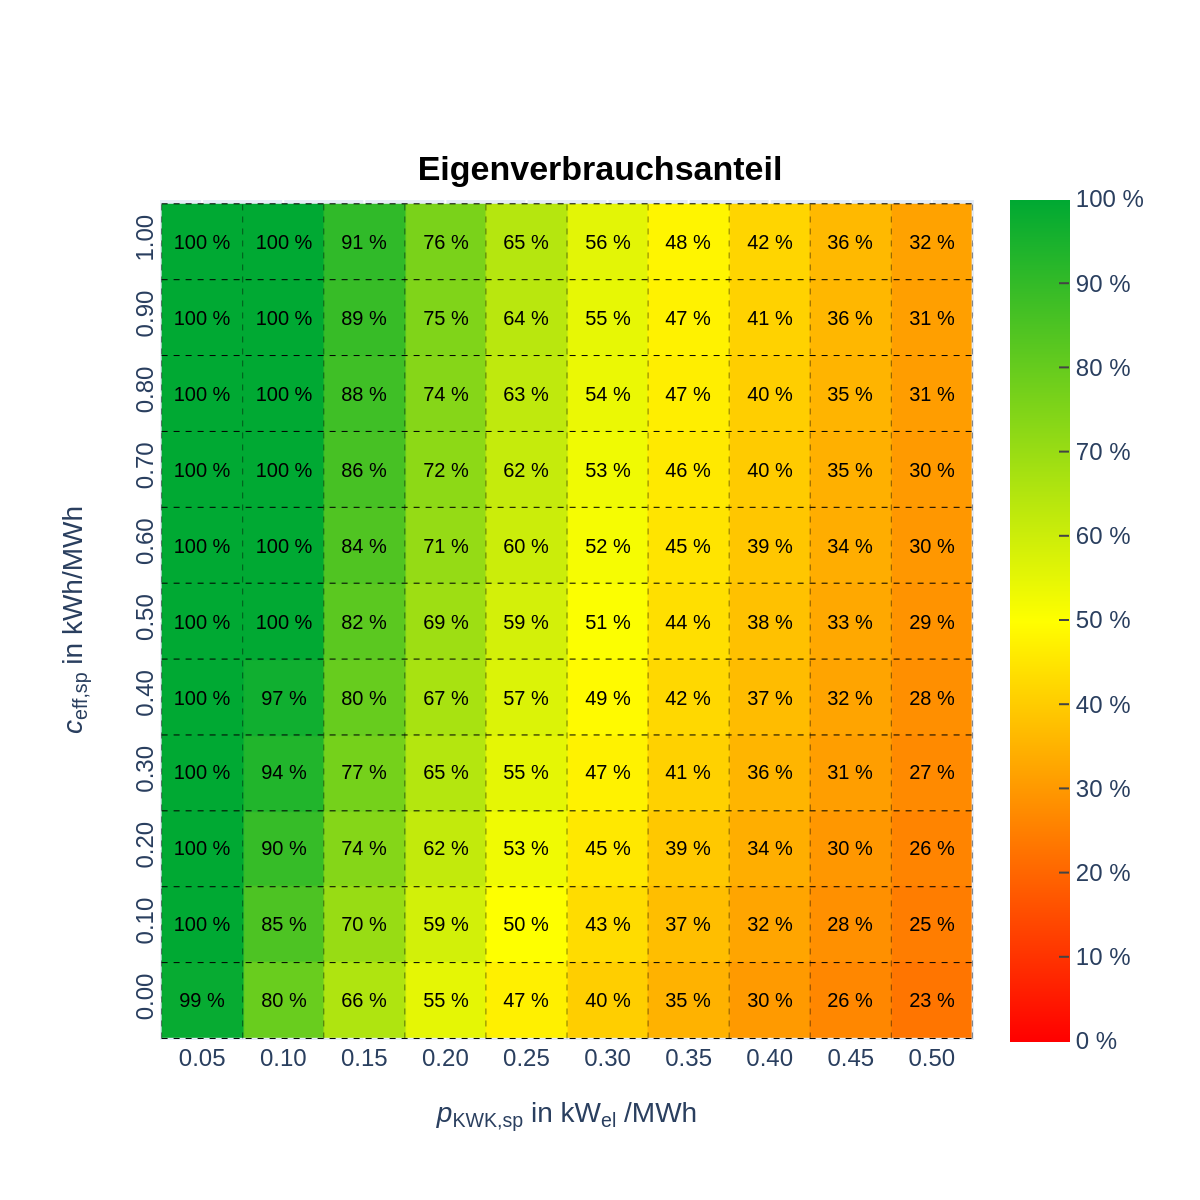 Eigenverbrauchsanteil
1.00 100 % 100 % 91 % 76 % 65 % 56 % 48 % 42 % 36 % 32 %
0.90 100 % 100 % 89 % 75 % 64 % 55 % 47 % 41 % 36 % 31 %
0.80 100 % 100 % 88 % 74 % 63 % 54 % 47 % 40 % 35 % 31 %
0.70 100 % 100 % 86 % 72 % 62 % 53 % 46 % 40 % 35 % 30 %
0.60 100 % 100 % 84 % 71 % 60 % 52 % 45 % 39 % 34 % 30 %
0.50 100 % 100 % 82 % 69 % 59 % 51 % 44 % 38 % 33 % 29 %
0.40 100 % 97 % 80 % 67 % 57 % 49 % 42 % 37 % 32 % 28 %
0.30 100 % 94 % 77 % 65 % 55 % 47 % 41 % 36 % 31 % 27 %
0.20 100 % 90 % 74 % 62 % 53 % 45 % 39 % 34 % 30 % 26 %
0.10 100 % 85 % 70 % 59 % 50 % 43 % 37 % 32 % 28 % 25 %
0.00 99 % 80 % 66 % 55 % 47 % 40 % 35 % 30 % 26 % 23 %
0.05 0.10 0.15 0.20 0.25 0.30 0.35 0.40 0.45 0.50
pKWK,sp in kWel /MWh
ceff,sp in kWh/MWh
100 %
90 %
80 %
70 %
60 %
50 %
40 %
30 %
20 %
10 %
0 %